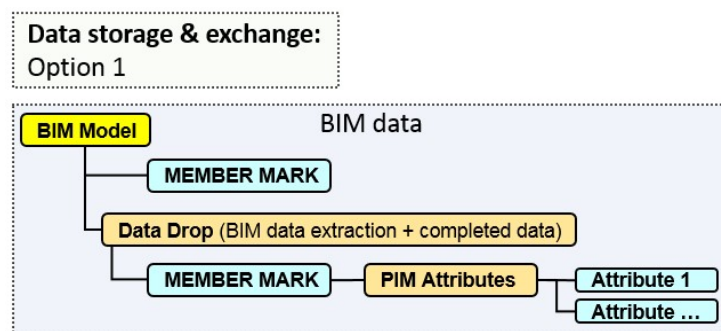 Data storage & exchange:
Option 1
BIM data
BIM Model
MEMBER MARK
Data Drop (BIM data extraction + completed data)
MEMBER MARK
PIM Attributes
Attribute 1
Attribute ...